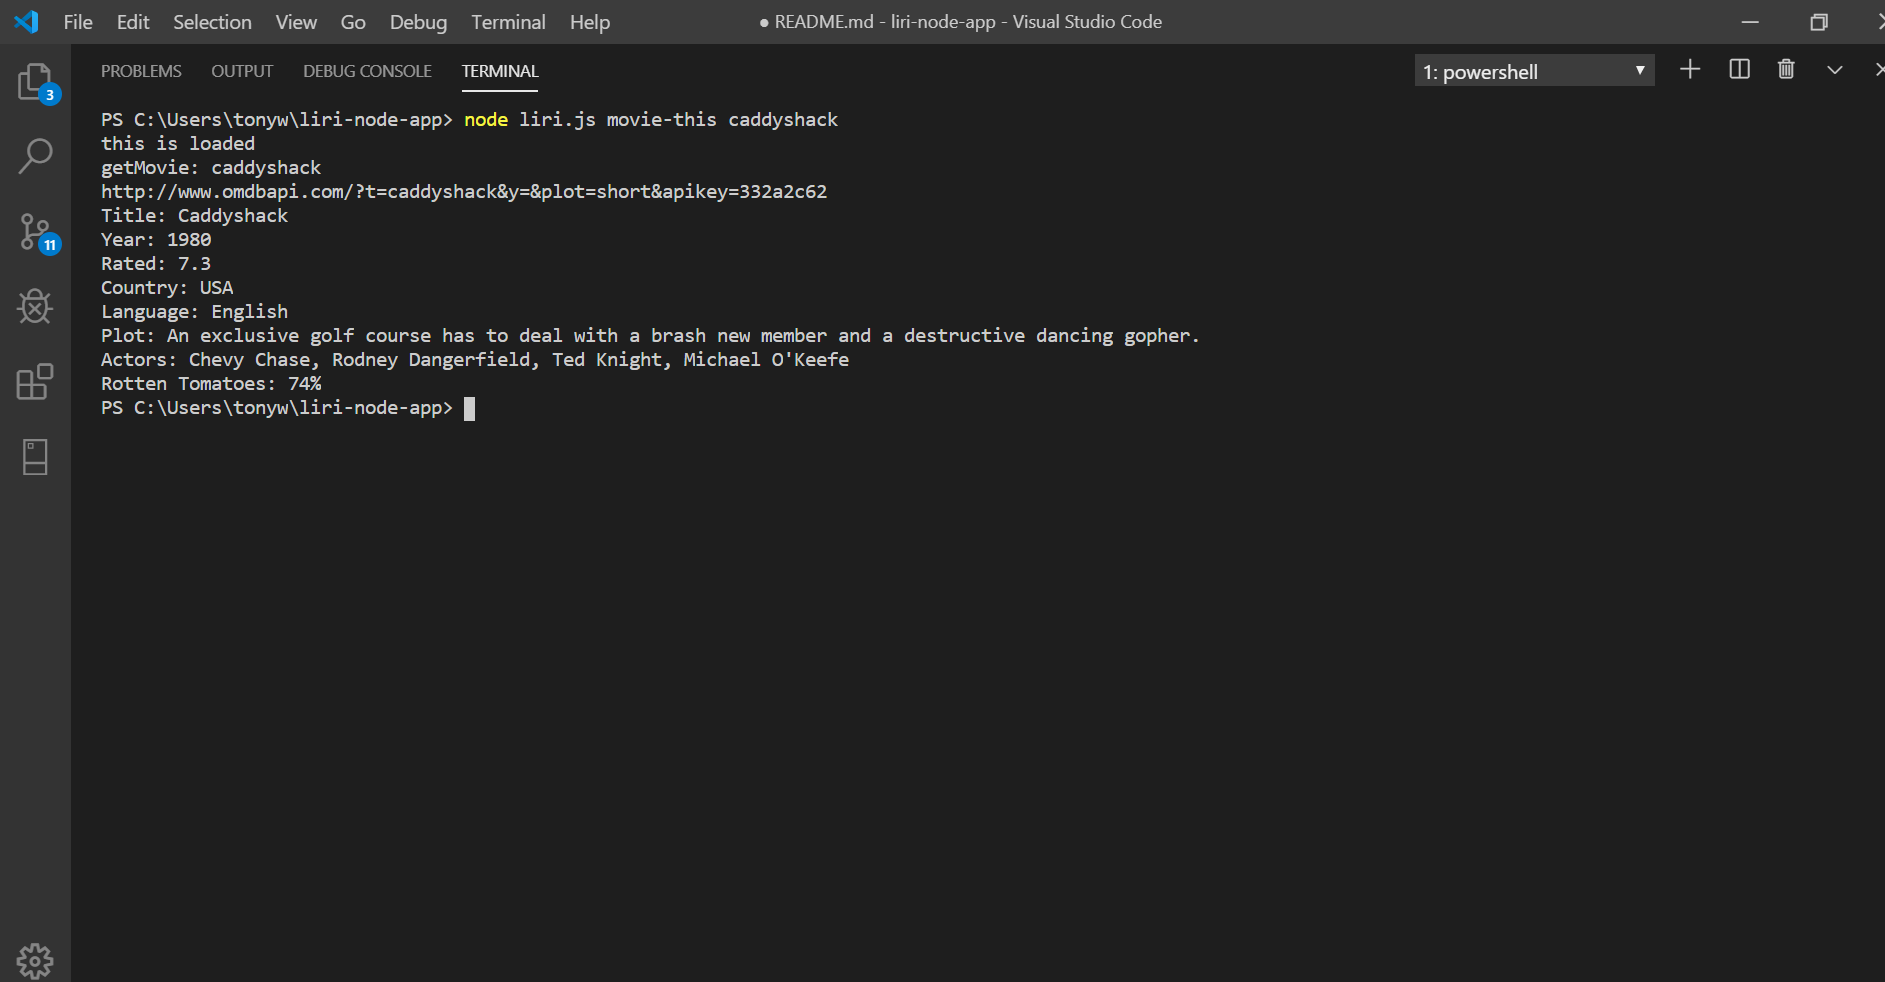 File Edit Selection View Go Debug Terminal Help ● README.md - liri-node-app - Visual Studio Code
PROBLEMS OUTPUT DEBUG CONSOLE TERMINAL 1: powershell
3
11
PS C:\Users\tonyw\liri-node-app> node liri.js movie-this caddyshack
this is loaded
getMovie: caddyshack
http://www.omdbapi.com/?t=caddyshack&y=&plot=short&apikey=332a2c62
Title: Caddyshack
Year: 1980
Rated: 7.3
Country: USA
Language: English
Plot: An exclusive golf course has to deal with a brash new member and a destructive dancing gopher.
Actors: Chevy Chase, Rodney Dangerfield, Ted Knight, Michael O'Keefe
Rotten Tomatoes: 74%
PS C:\Users\tonyw\liri-node-app>